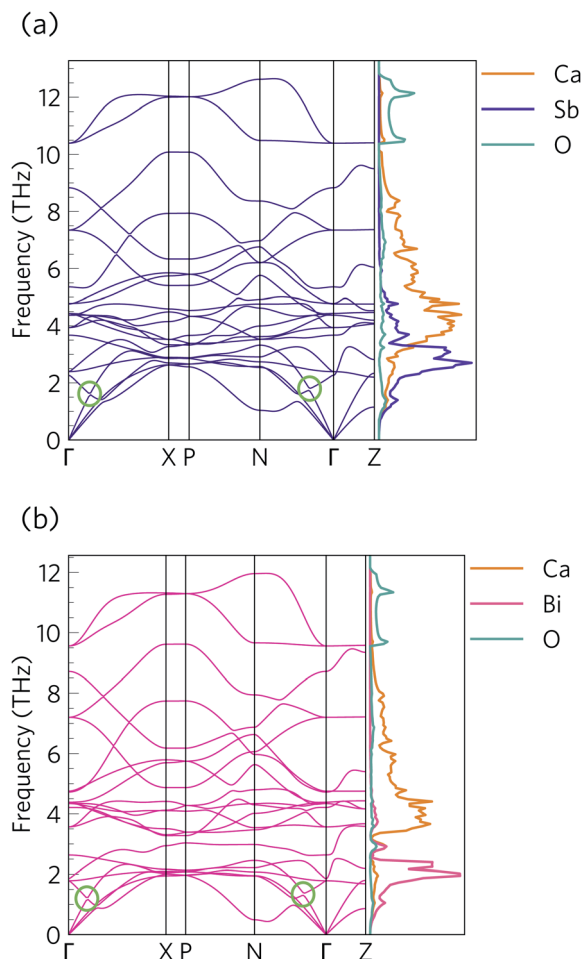 (a)
Frequency (THz)
12
10
8
6
4
2
0
Γ X P N Γ Z
Ca
Sb
O
(b)
Frequency (THz)
12
10
8
6
4
2
0
Γ X P N Γ Z
Ca
Bi
O